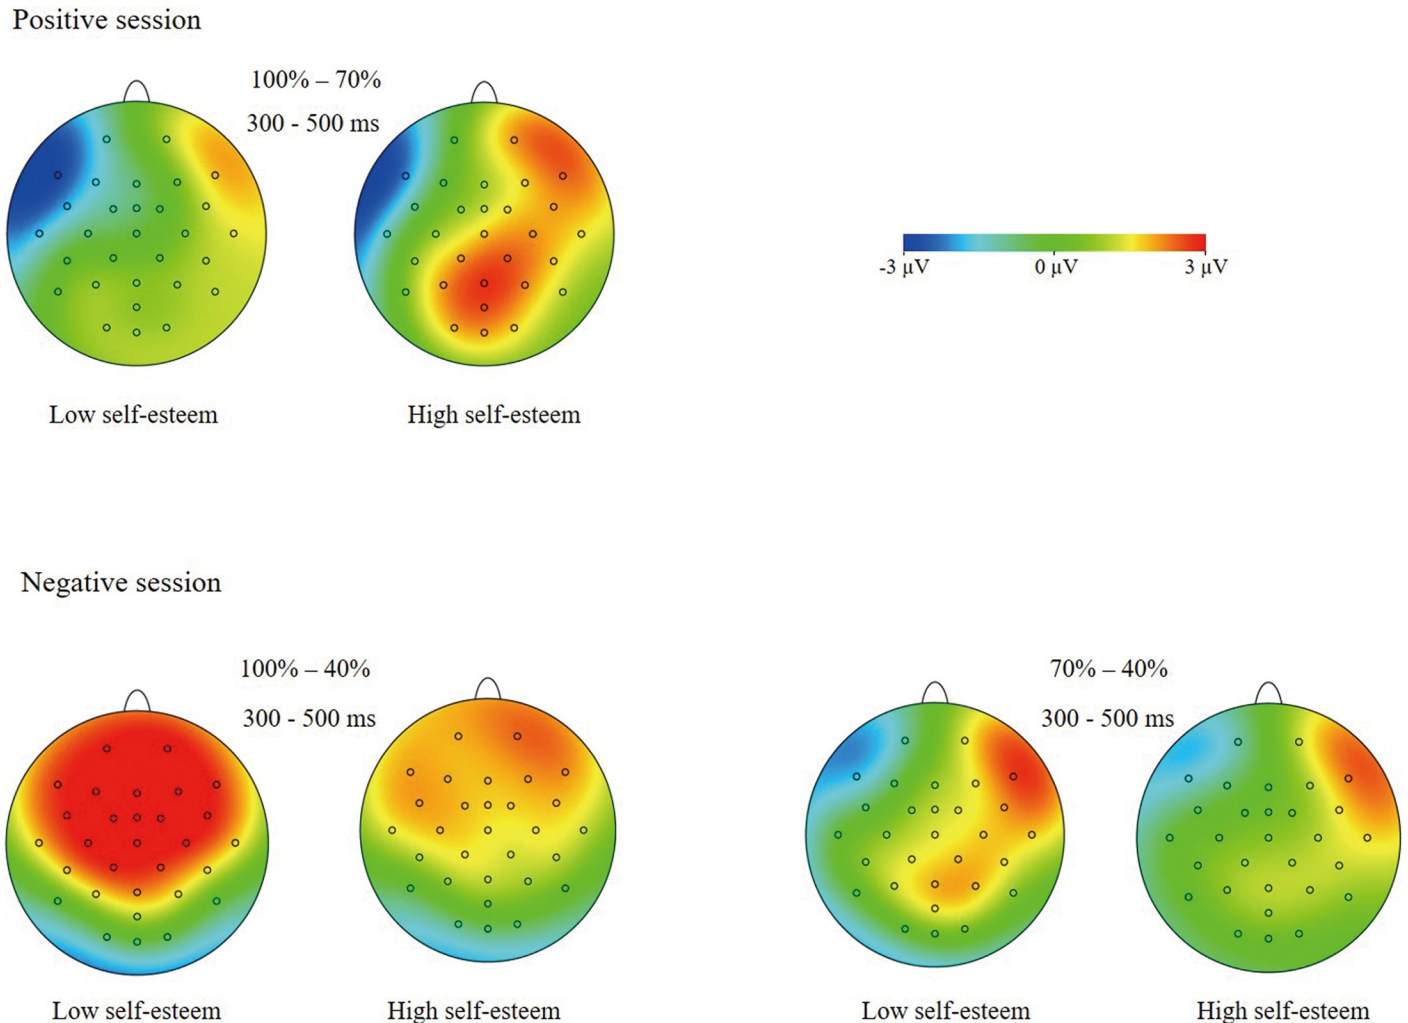 Positive session
100% – 70%
300 - 500 ms
-3 µV 0 µV 3 µV
Low self-esteem High self-esteem
Negative session
100% – 40% 70% – 40%
300 - 500 ms 300 - 500 ms
Low self-esteem High self-esteem Low self-esteem High self-esteem